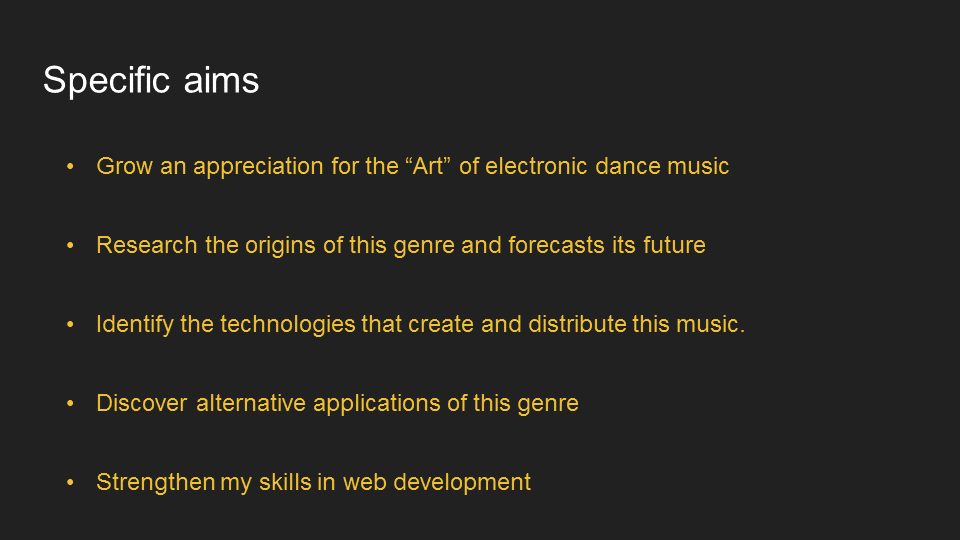 Specific aims
• Grow an appreciation for the “Art” of electronic dance music
• Research the origins of this genre and forecasts its future
• Identify the technologies that create and distribute this music.
• Discover alternative applications of this genre
• Strengthen my skills in web development